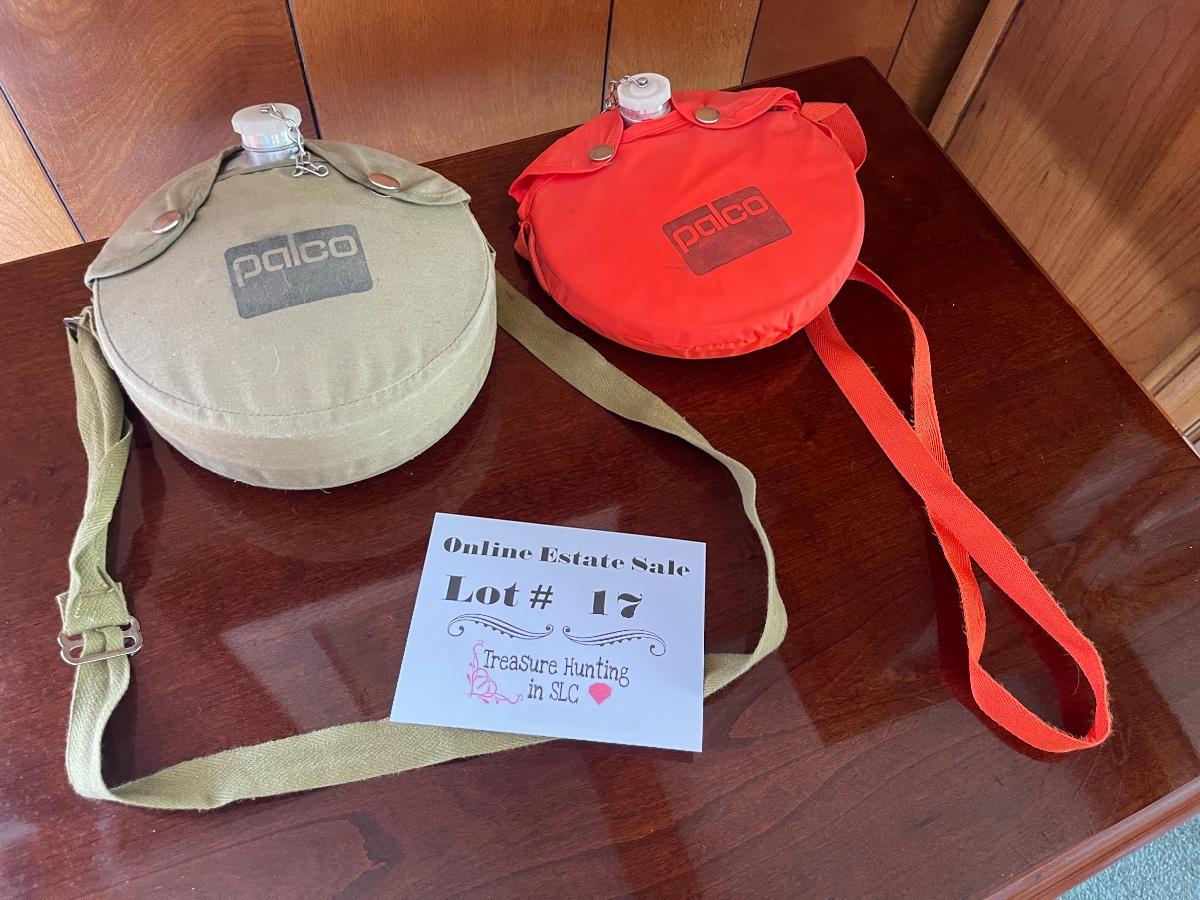 palco
palco
Online Estate Sale
Lot # 17
Treasure Hunting
in SLC